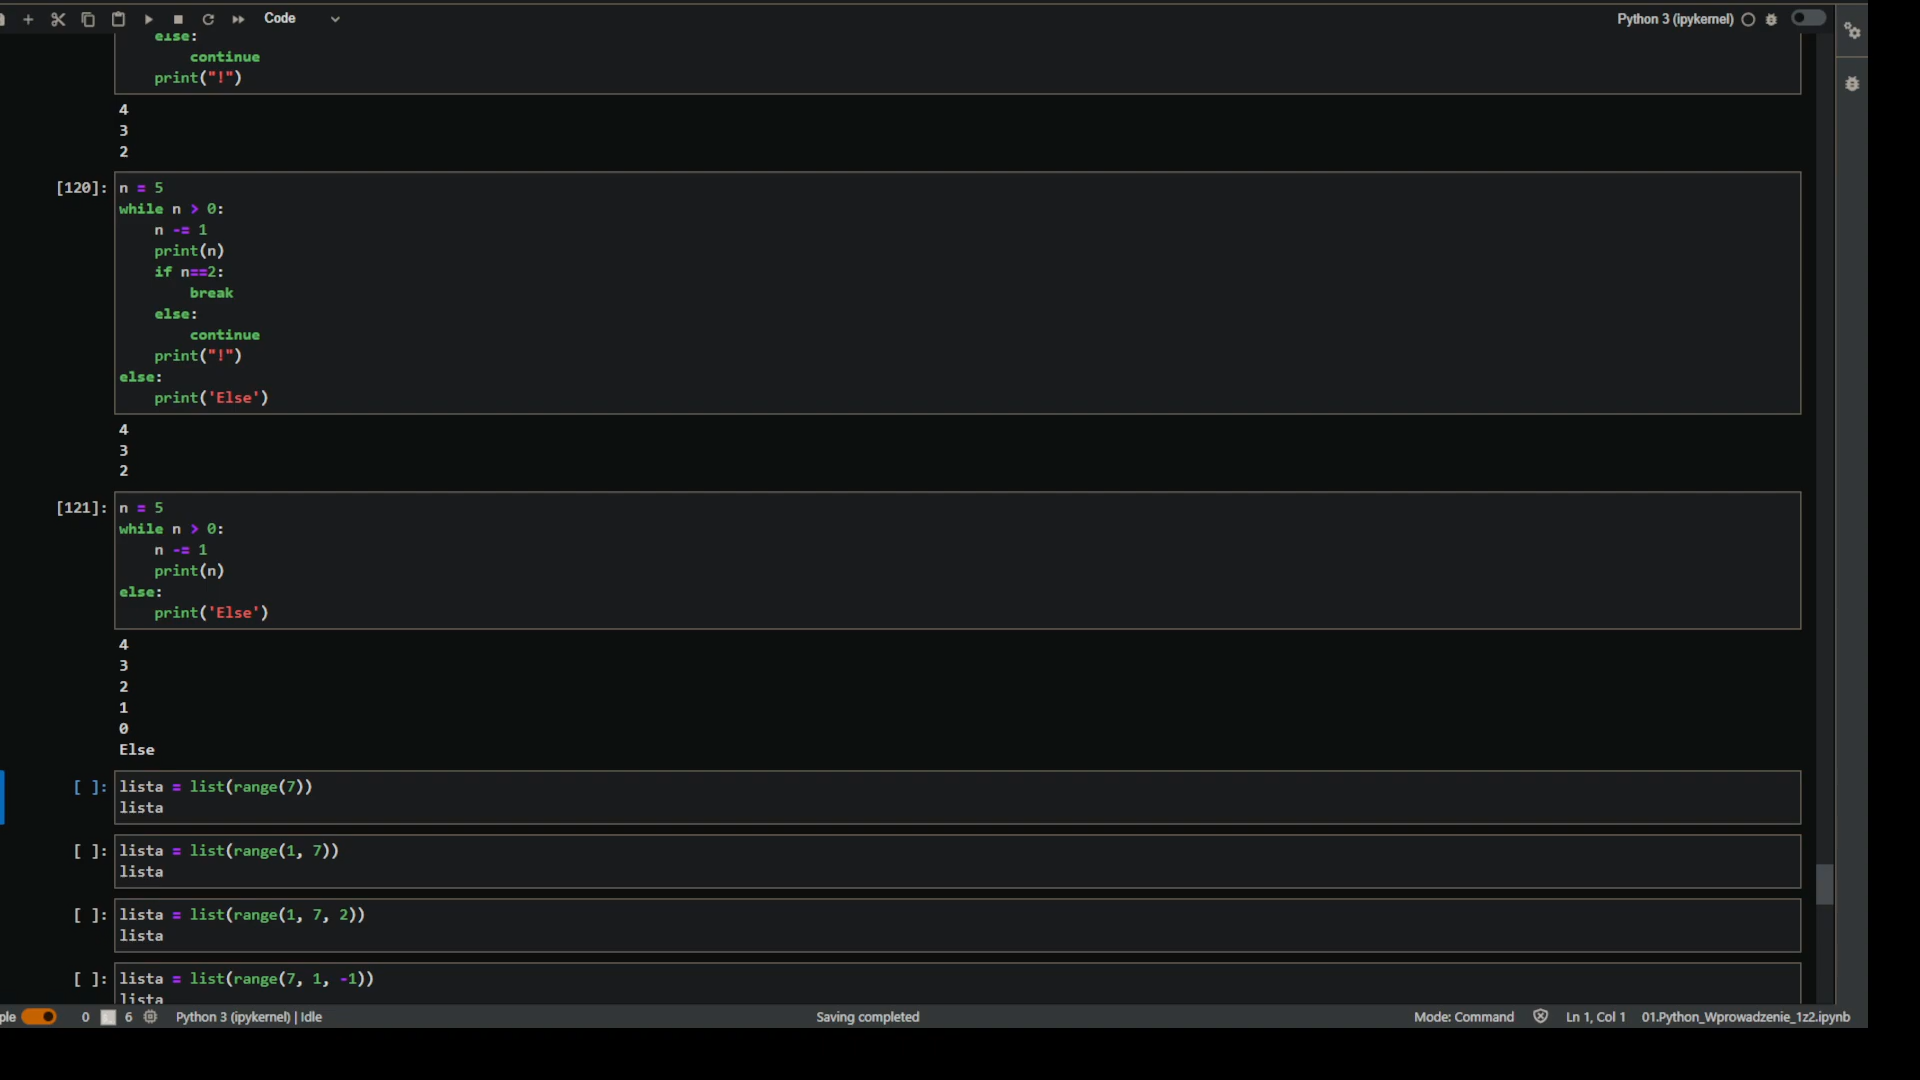 Code
Python 3 (ipykernel)
else:
        continue
    print("!")
4
3
2
[120]:
n = 5
while n > 0:
    n -= 1
    print(n)
    if n==2:
        break
    else:
        continue
    print("!")
else:
    print('Else')
4
3
2
[121]:
n = 5
while n > 0:
    n -= 1
    print(n)
else:
    print('Else')
4
3
2
1
0
Else
[ ]:
lista = list(range(7))
lista
[ ]:
lista = list(range(1, 7))
lista
[ ]:
lista = list(range(1, 7, 2))
lista
[ ]:
lista = list(range(7, 1, -1))
lista
ple 0 6 Python 3 (ipykernel) | Idle Saving completed Mode: Command Ln 1, Col 1 01.Python_Wprowadzenie_1z2.ipynb